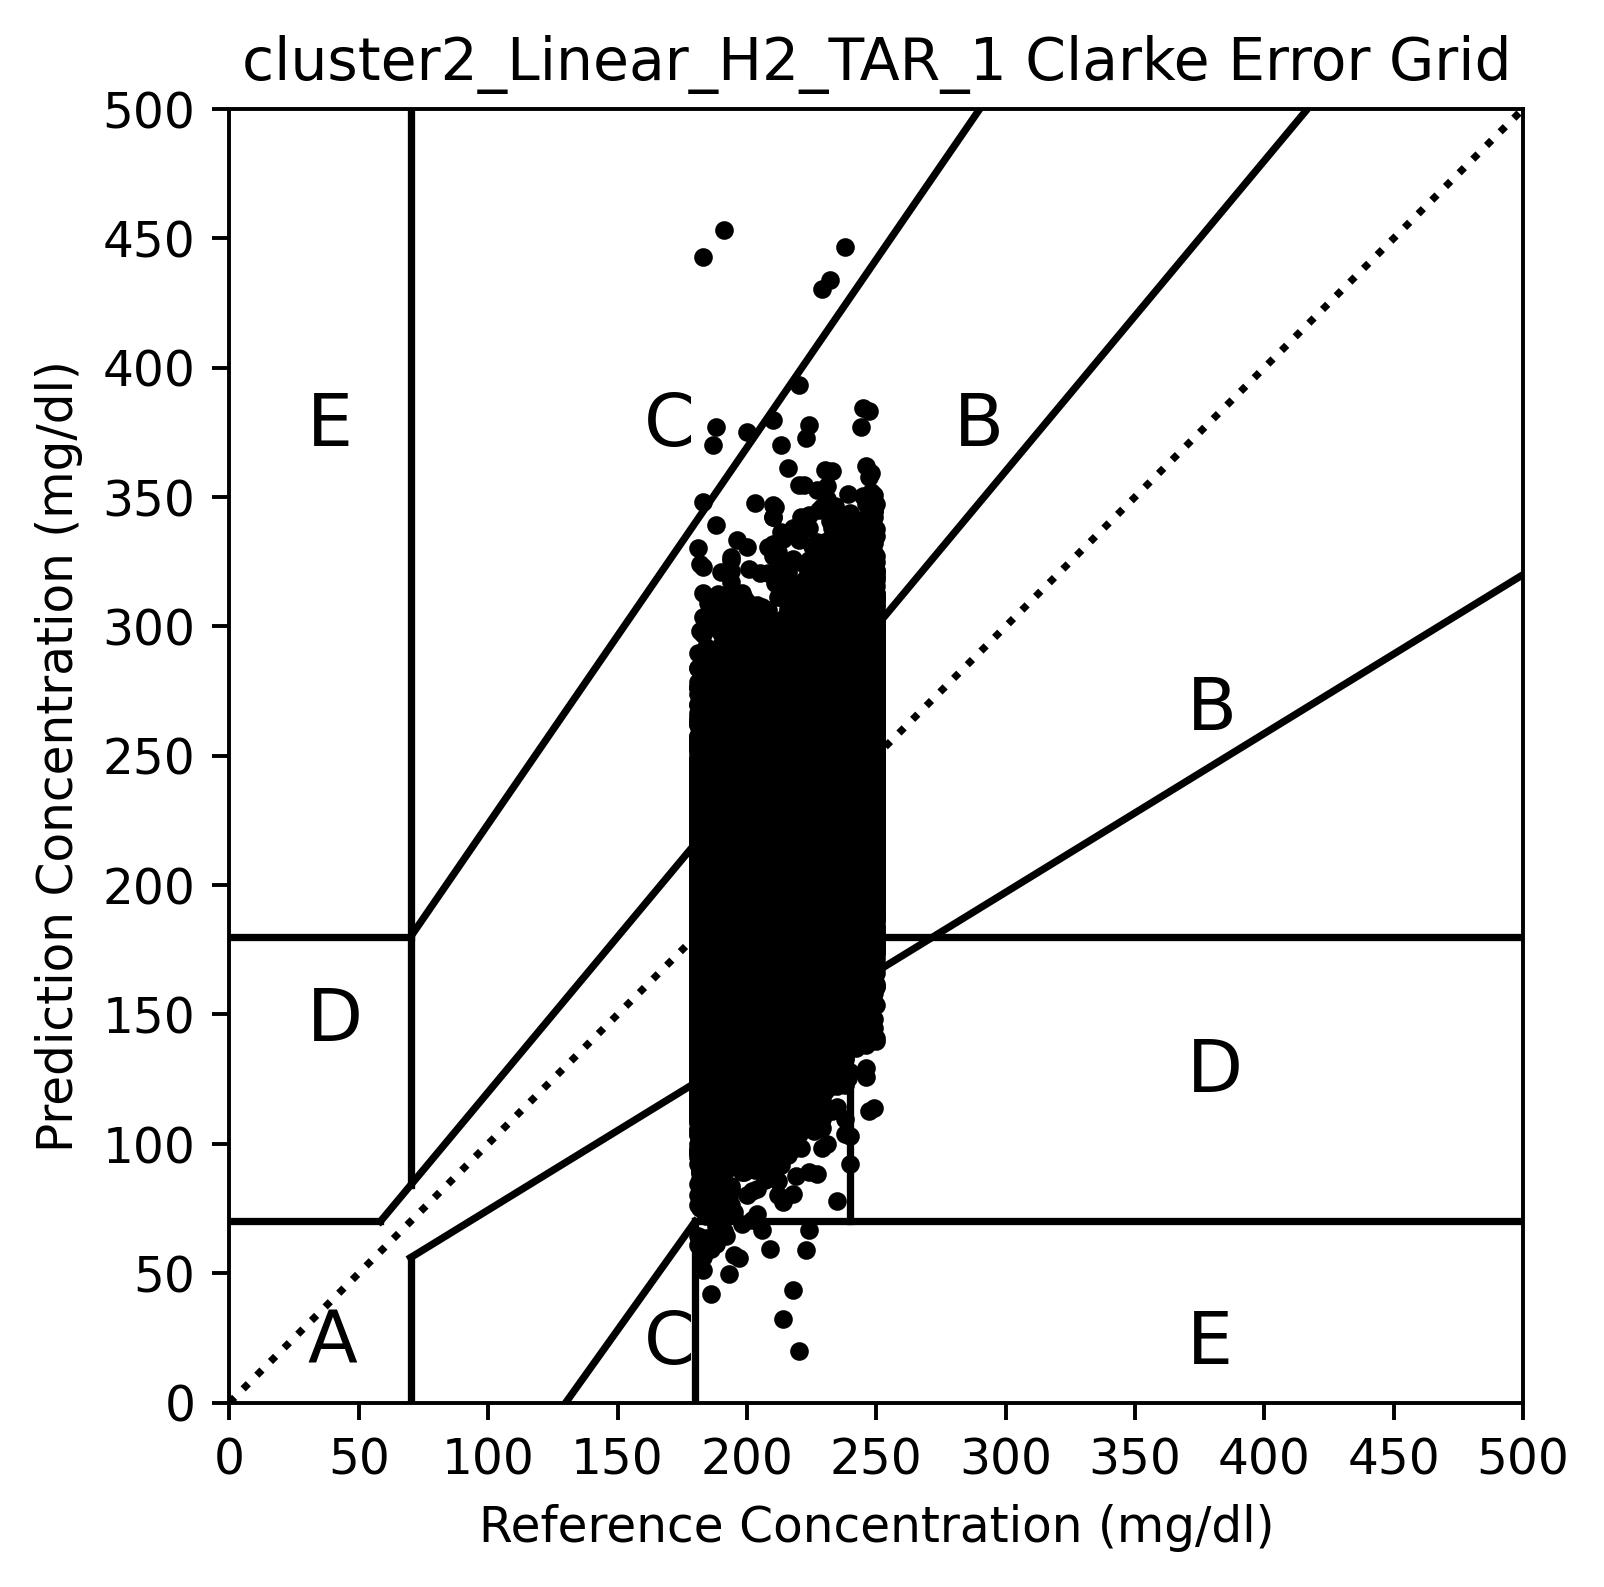 cluster2_Linear_H2_TAR_1 Clarke Error Grid
Prediction Concentration (mg/dl)
500
450
400
350
300
250
200
150
100
50
0
E
C
B
B
D
D
A
C
E
0 50 100 150 200 250 300 350 400 450 500
Reference Concentration (mg/dl)